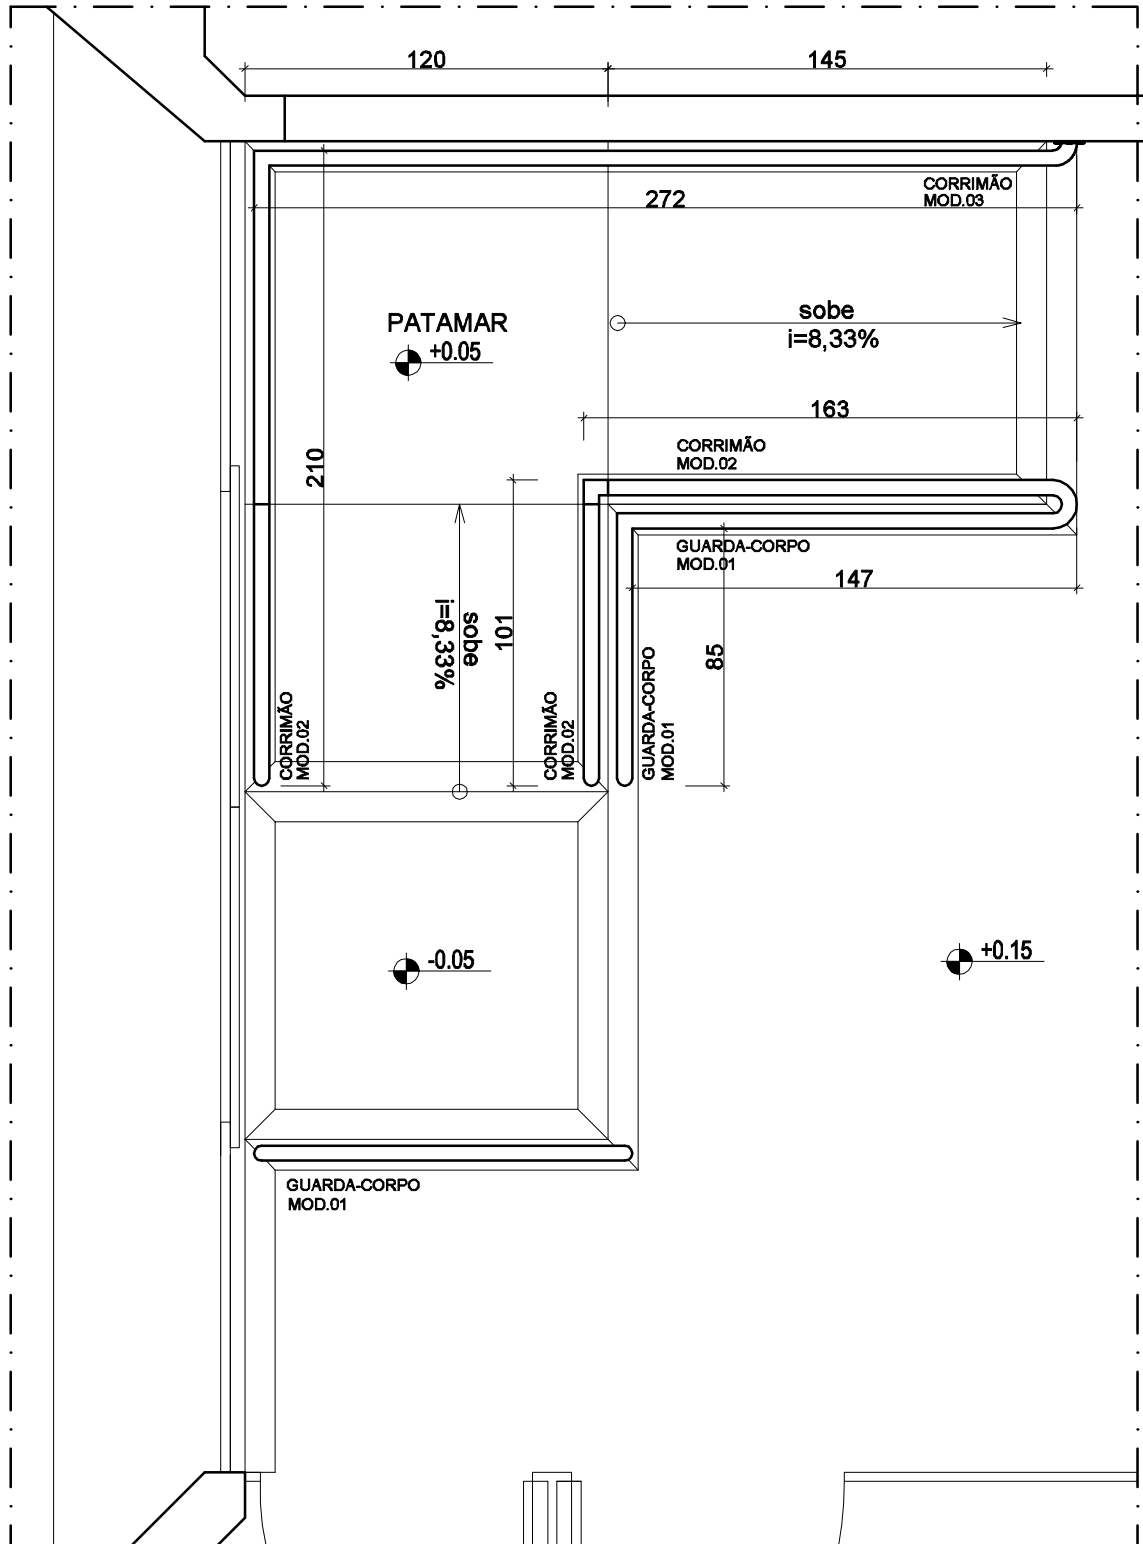 120
145
CORRIMÃO
MOD.03
272
sobe
i=8,33%
PATAMAR
+0.05
163
CORRIMÃO
MOD.02
210
GUARDA-CORPO
MOD.01
147
sobe
i=8,33%
101
85
CORRIMÃO
MOD.02
CORRIMÃO
MOD.02
GUARDA-CORPO
MOD.01
-0.05
+0.15
GUARDA-CORPO
MOD.01